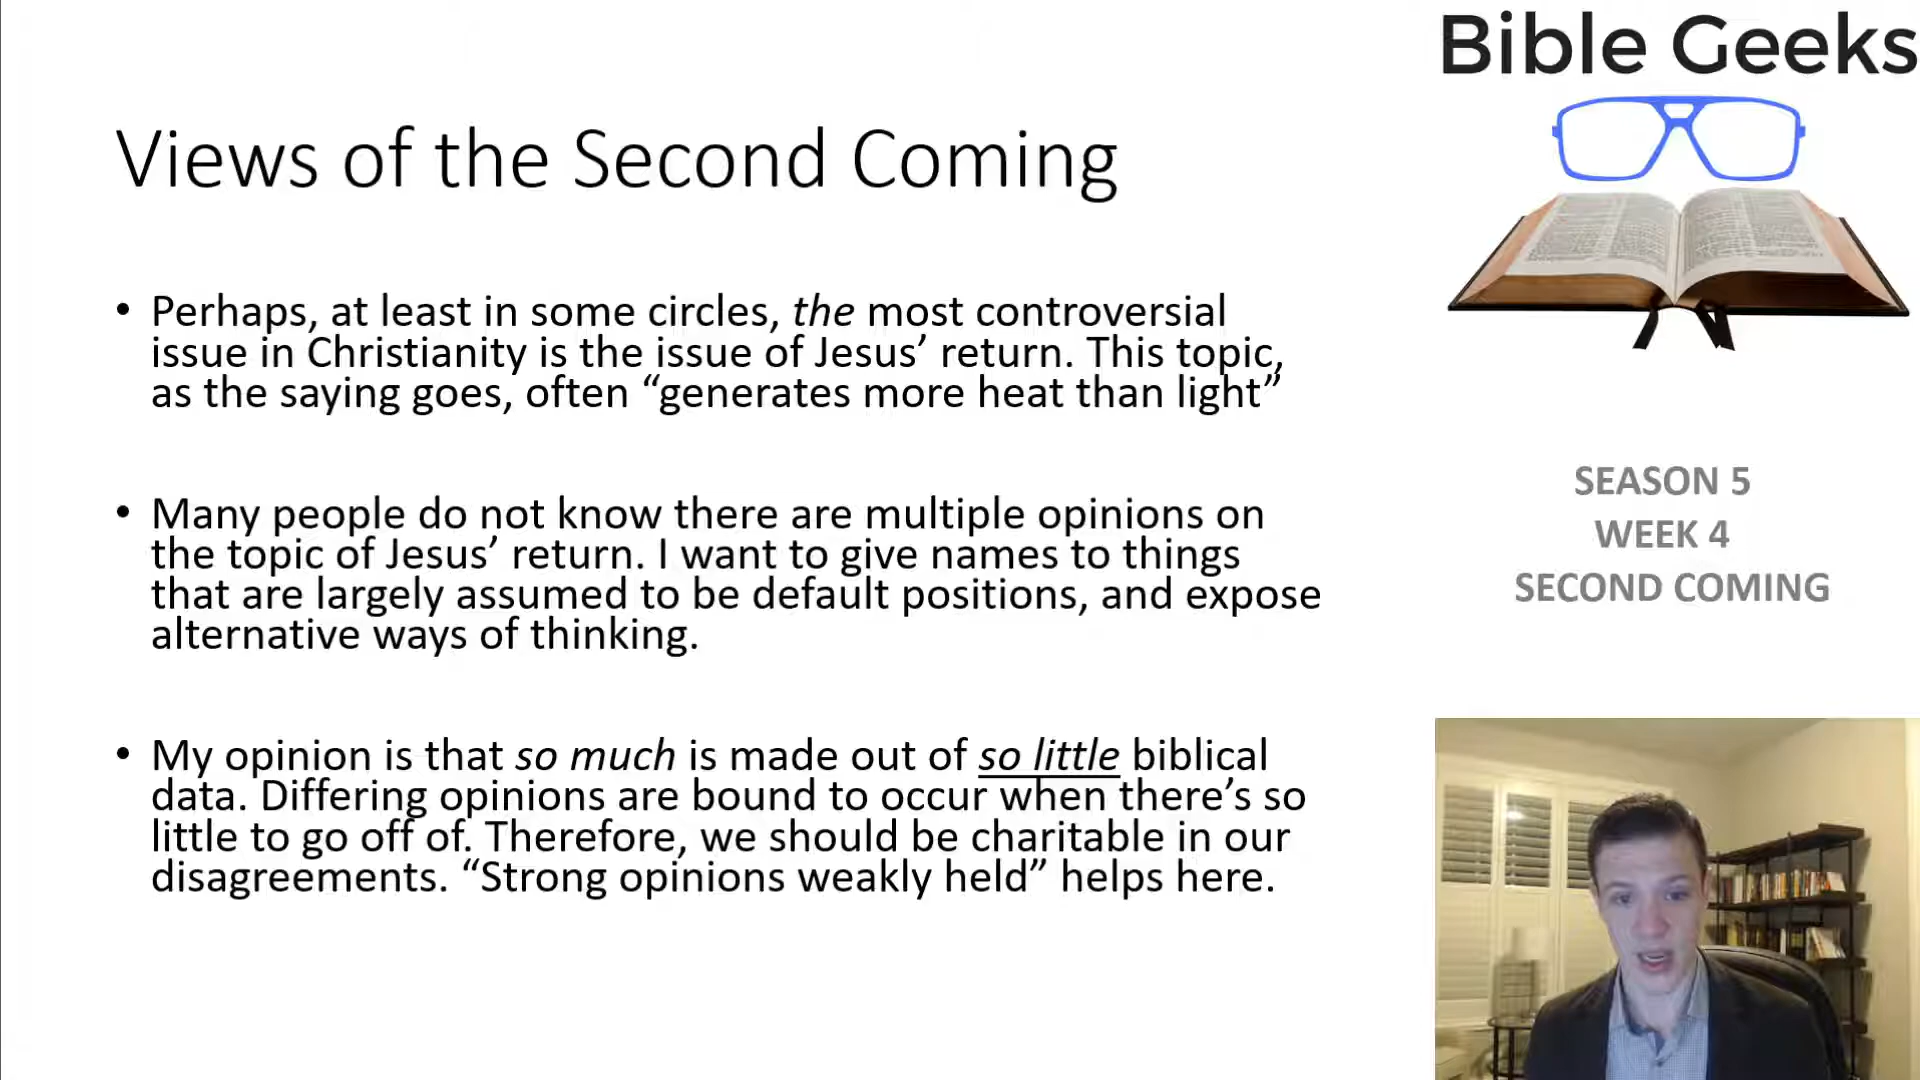 Bible Geeks
Views of the Second Coming
• Perhaps, at least in some circles, the most controversial
issue in Christianity is the issue of Jesus’ return. This topic,
as the saying goes, often “generates more heat than light”
• Many people do not know there are multiple opinions on
the topic of Jesus’ return. I want to give names to things
that are largely assumed to be default positions, and expose
alternative ways of thinking.
• My opinion is that so much is made out of so little biblical
data. Differing opinions are bound to occur when there’s so
little to go off of. Therefore, we should be charitable in our
disagreements. “Strong opinions weakly held” helps here.
SEASON 5
WEEK 4
SECOND COMING